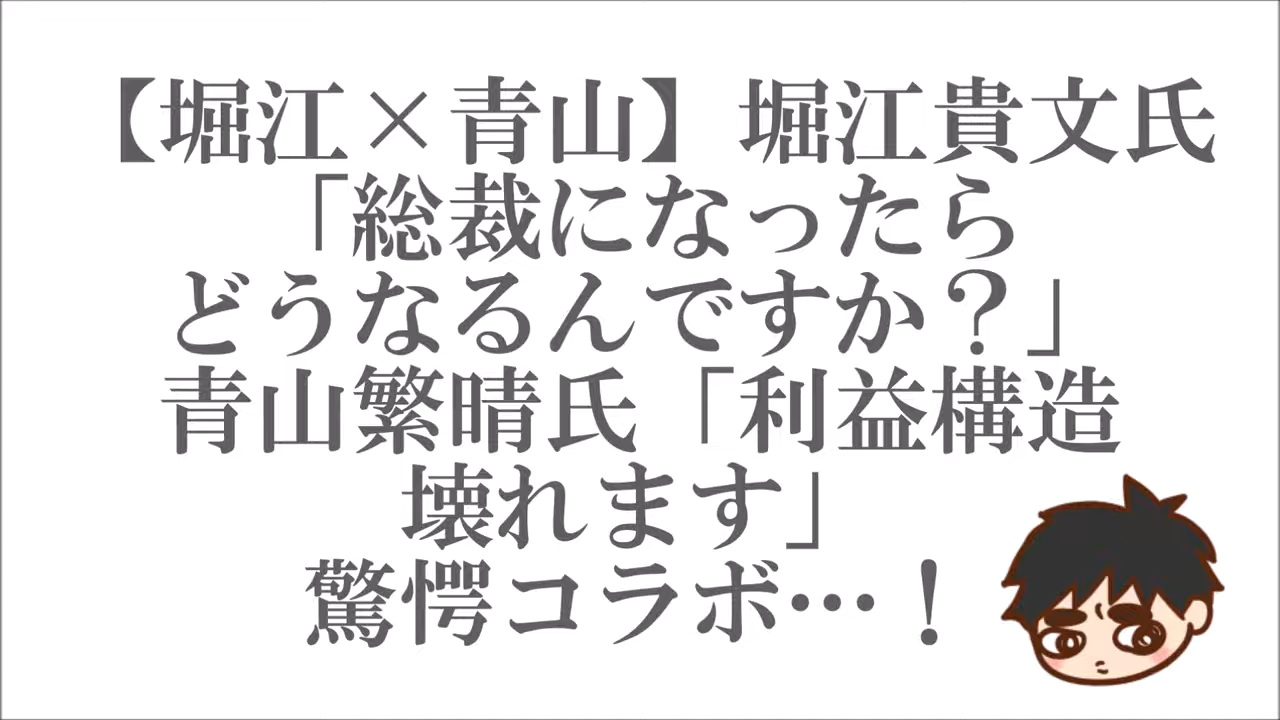 【堀江×青山】堀江貴文氏
「総裁になったら
どうなるんですか？」
青山繁晴氏「利益構造
壊れます」
驚愕コラボ…！